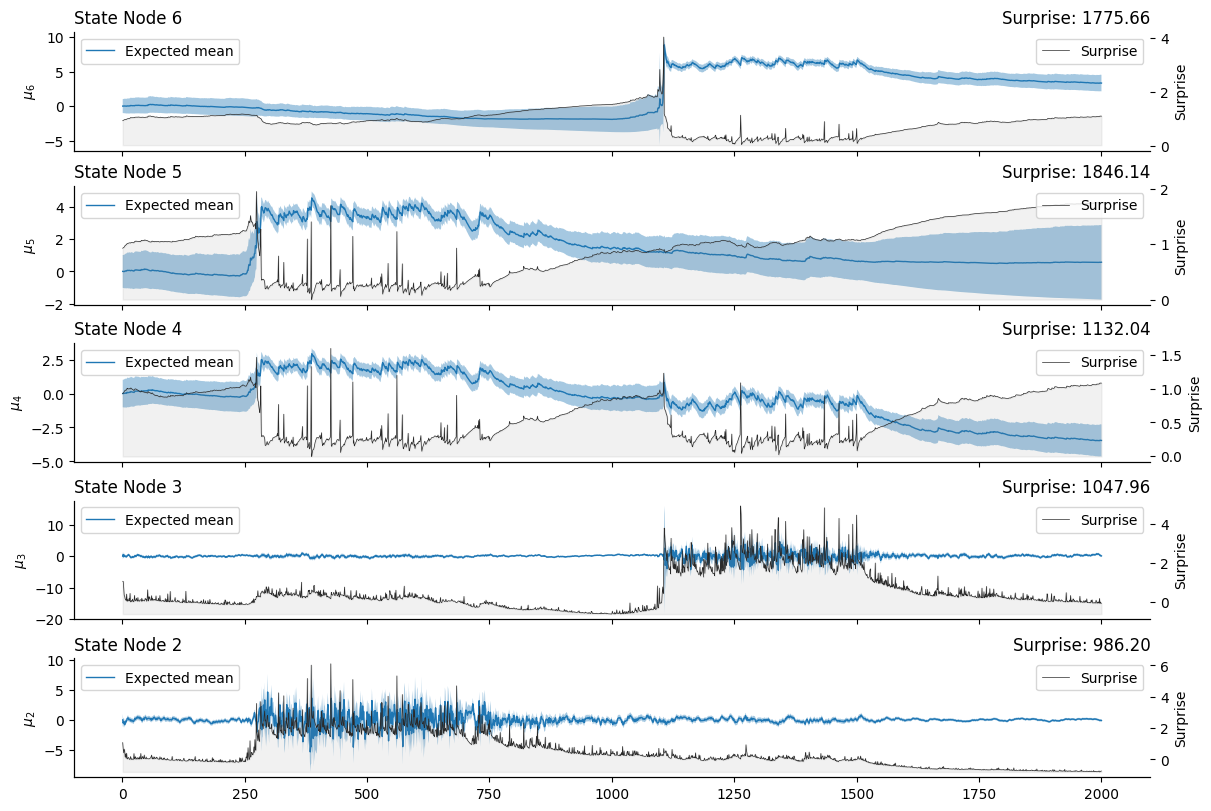 State Node 6 Surprise: 1775.66
Expected mean Surprise
10
5
0
−5
μ6
4
2
0
Surprise
State Node 5 Surprise: 1846.14
Expected mean Surprise
4
2
0
−2
μ5
2
1
0
Surprise
State Node 4 Surprise: 1132.04
Expected mean Surprise
2.5
0.0
−2.5
−5.0
μ4
1.5
1.0
0.5
0.0
Surprise
State Node 3 Surprise: 1047.96
Expected mean Surprise
10
0
−10
−20
μ3
4
2
0
Surprise
State Node 2 Surprise: 986.20
Expected mean Surprise
10
5
0
−5
μ2
6
4
2
0
Surprise
0 250 500 750 1000 1250 1500 1750 2000